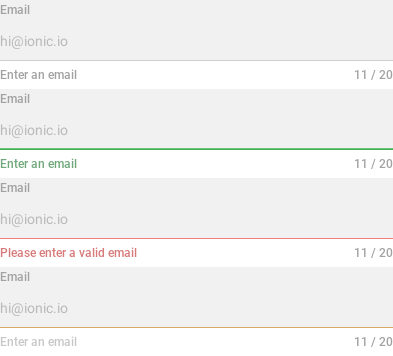 Email
hi@ionic.io
Enter an email 11 / 20
Email
hi@ionic.io
Enter an email 11 / 20
Email
hi@ionic.io
Please enter a valid email 11 / 20
Email
hi@ionic.io
Enter an email 11 / 20